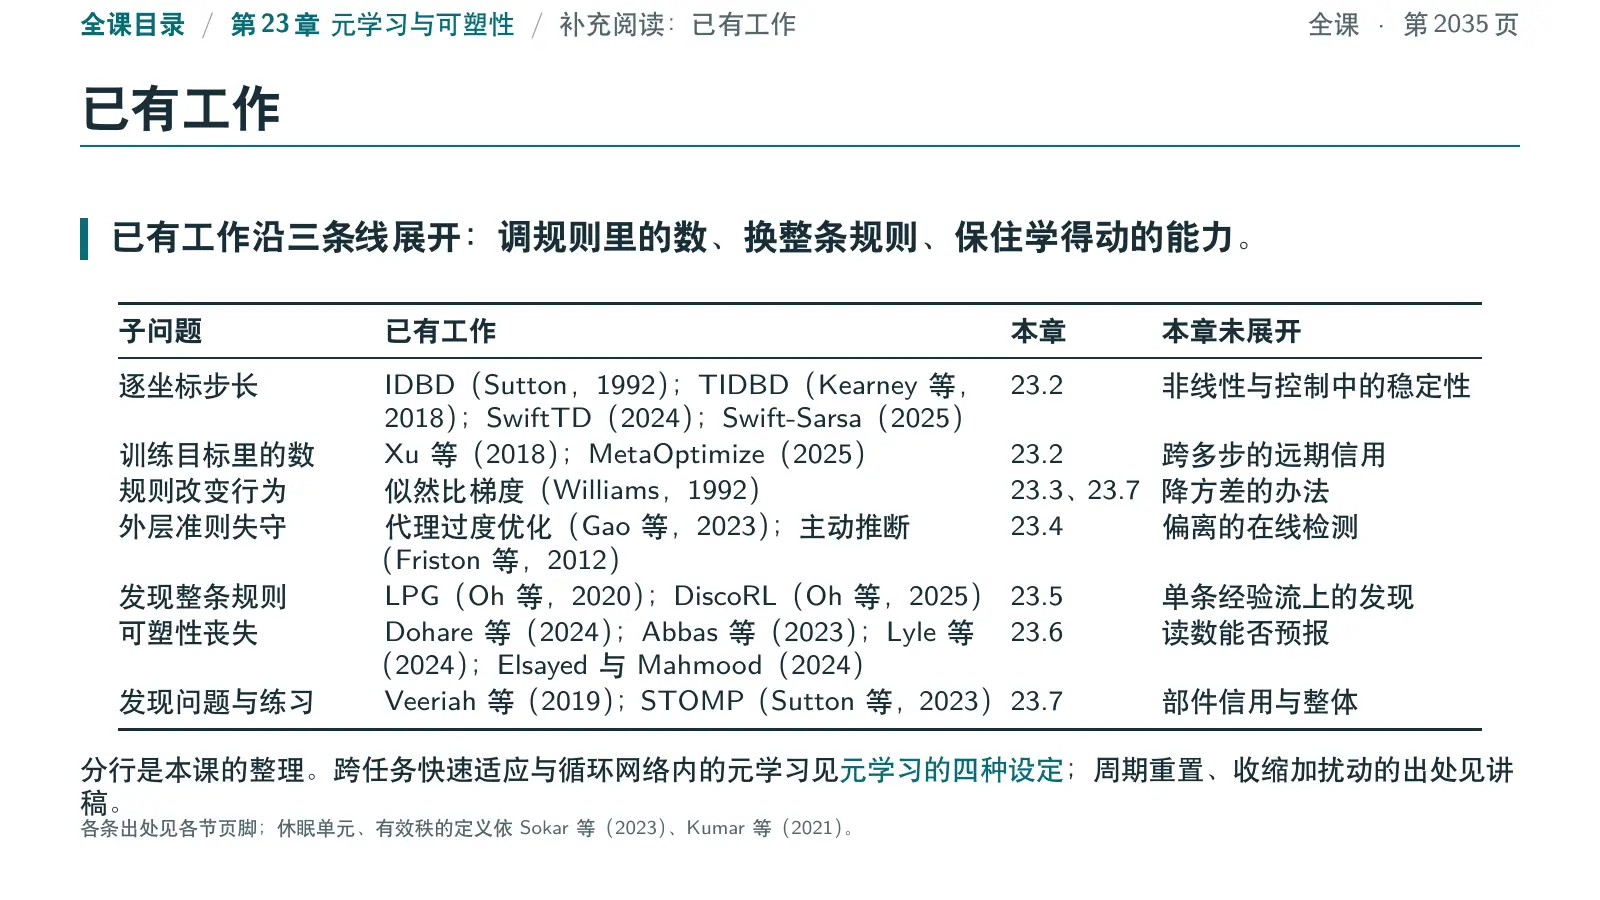 全课目录 / 第 23 章 元学习与可塑性 / 补充阅读：已有工作 全课 · 第 2035 页
已有工作
已有工作沿三条线展开：调规则里的数、换整条规则、保住学得动的能力。
子问题 已有工作 本章 本章未展开
逐坐标步长 IDBD（Sutton，1992）；TIDBD（Kearney 等， 23.2 非线性与控制中的稳定性
2018）；SwiftTD（2024）；Swift-Sarsa（2025）
训练目标里的数 Xu 等（2018）；MetaOptimize（2025） 23.2 跨多步的远期信用
规则改变行为 似然比梯度（Williams，1992） 23.3、23.7 降方差的办法
外层准则失守 代理过度优化（Gao 等，2023）；主动推断 23.4 偏离的在线检测
（Friston 等，2012）
发现整条规则 LPG（Oh 等，2020）；DiscoRL（Oh 等，2025） 23.5 单条经验流上的发现
可塑性丧失 Dohare 等（2024）；Abbas 等（2023）；Lyle 等 23.6 读数能否预报
（2024）；Elsayed 与 Mahmood（2024）
发现问题与练习 Veeriah 等（2019）；STOMP（Sutton 等，2023） 23.7 部件信用与整体
分行是本课的整理。跨任务快速适应与循环网络内的元学习见元学习的四种设定；周期重置、收缩加扰动的出处见讲
稿。
各条出处见各节页脚；休眠单元、有效秩的定义依 Sokar 等（2023）、Kumar 等（2021）。